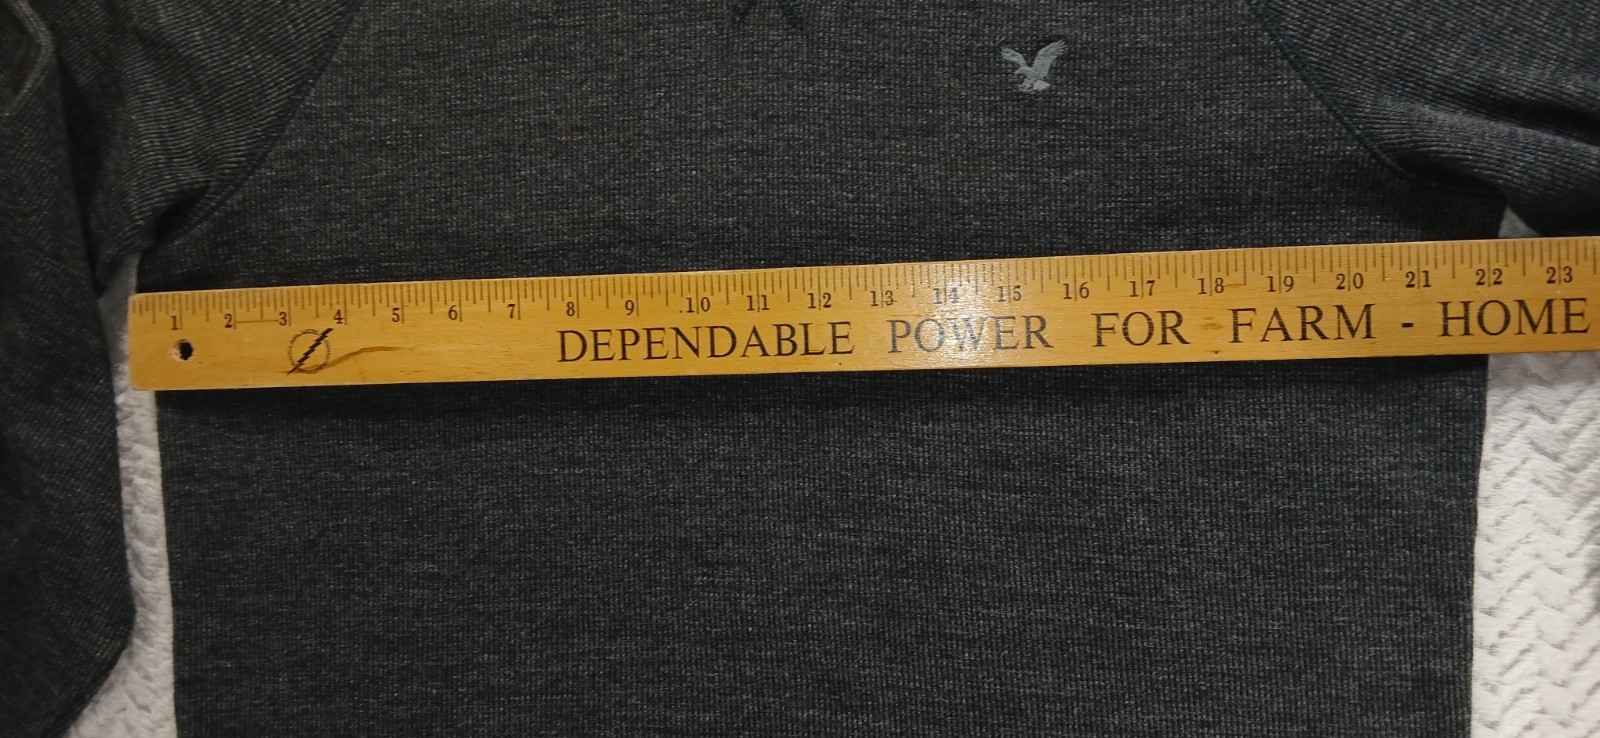 1 2 3 4 5 6 7 8 9 10 11 12 13 14 15 16 17 18 19 20 21 22 23
DEPENDABLE POWER FOR FARM - HOME